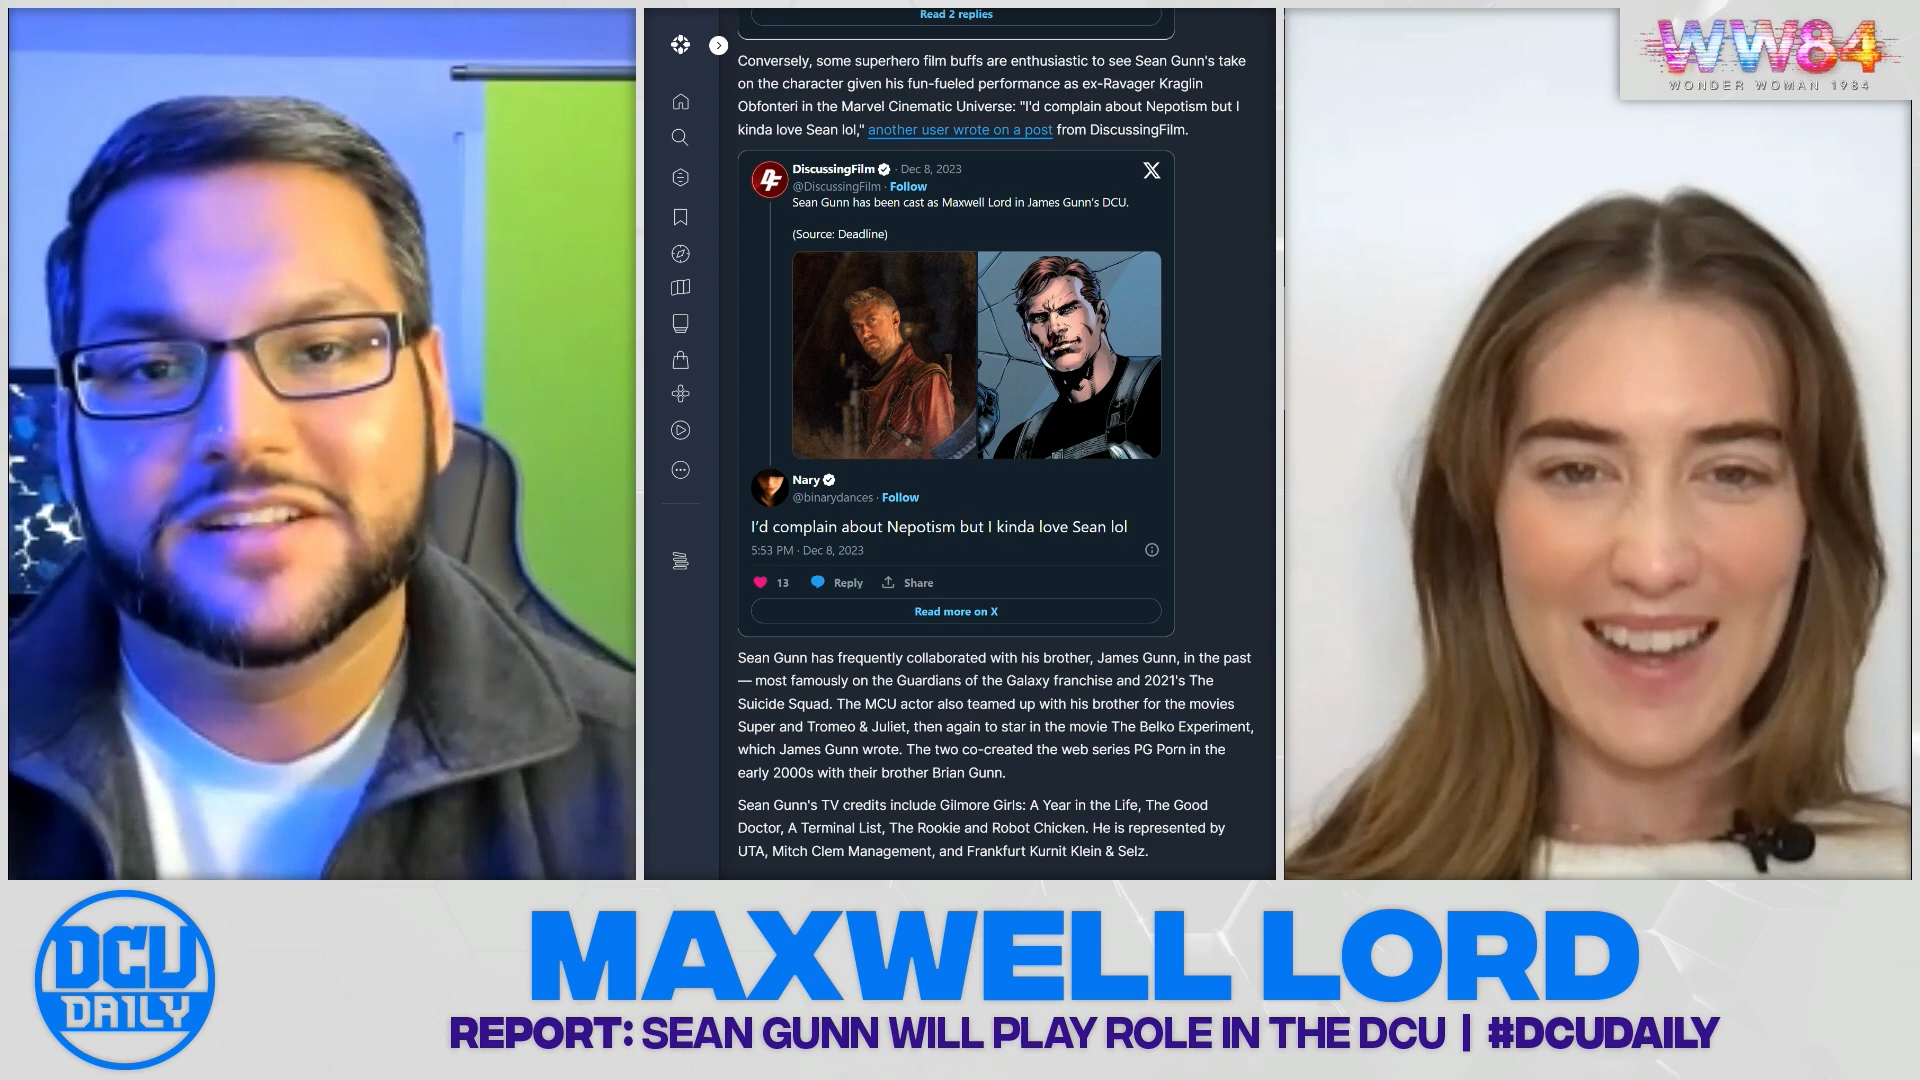 Read 2 replies
Conversely, some superhero film buffs are enthusiastic to see Sean Gunn's take
on the character given his fun-fueled performance as ex-Ravager Kraglin
Obfonteri in the Marvel Cinematic Universe: "I'd complain about Nepotism but I
kinda love Sean lol," another user wrote on a post from DiscussingFilm.
DiscussingFilm · Dec 8, 2023
@DiscussingFilm · Follow
Sean Gunn has been cast as Maxwell Lord in James Gunn's DCU.
(Source: Deadline)
Nary
@binarydances · Follow
I'd complain about Nepotism but I kinda love Sean lol
5:53 PM · Dec 8, 2023
13 Reply Share
Read more on X
Sean Gunn has frequently collaborated with his brother, James Gunn, in the past
— most famously on the Guardians of the Galaxy franchise and 2021's The
Suicide Squad. The MCU actor also teamed up with his brother for the movies
Super and Tromeo & Juliet, then again to star in the movie The Belko Experiment,
which James Gunn wrote. The two co-created the web series PG Porn in the
early 2000s with their brother Brian Gunn.
Sean Gunn's TV credits include Gilmore Girls: A Year in the Life, The Good
Doctor, A Terminal List, The Rookie and Robot Chicken. He is represented by
UTA, Mitch Clem Management, and Frankfurt Kurnit Klein & Selz.
WW84
WONDER WOMAN 1984
DCU
DAILY
MAXWELL LORD
REPORT: SEAN GUNN WILL PLAY ROLE IN THE DCU | #DCUDAILY